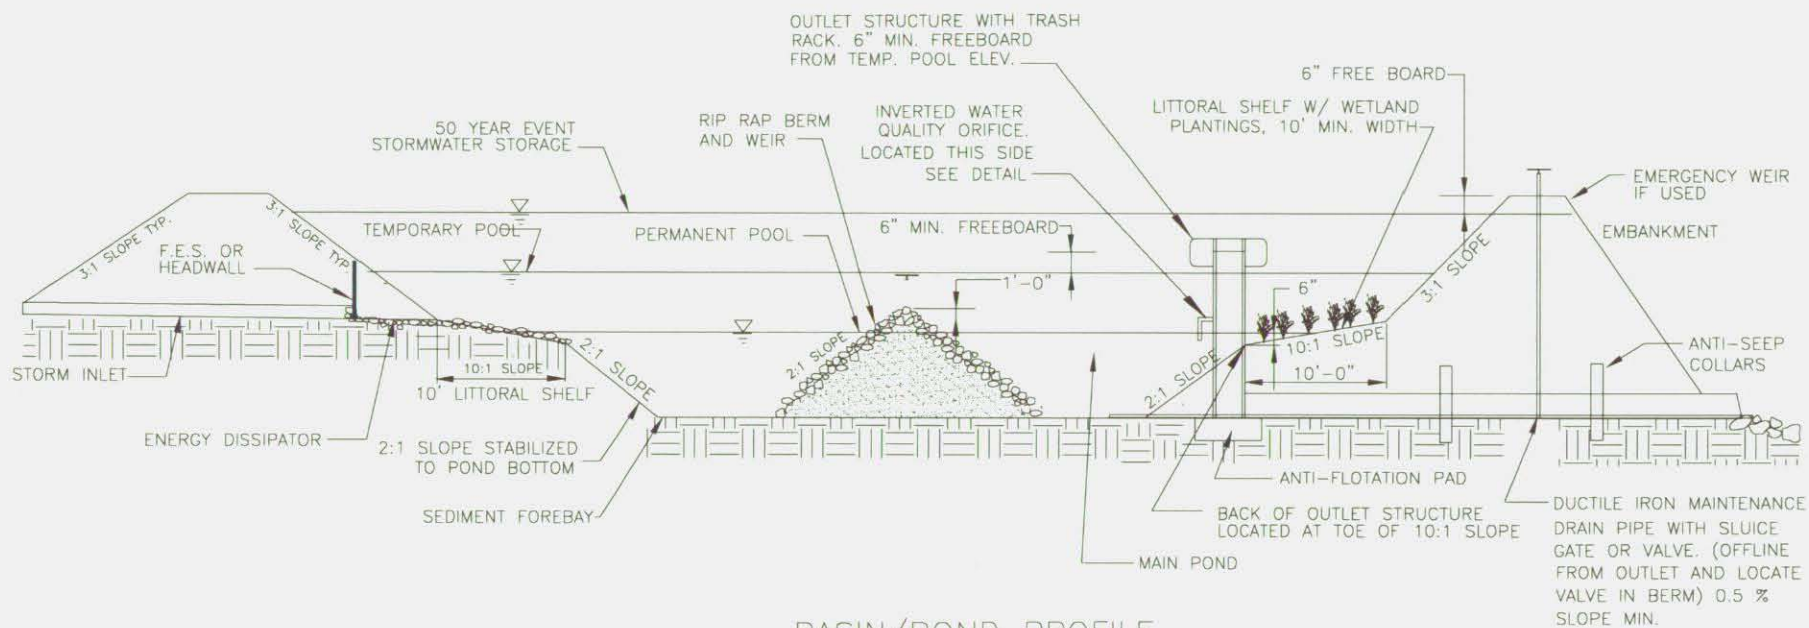 OUTLET STRUCTURE WITH TRASH
RACK. 6" MIN. FREEBOARD
FROM TEMP. POOL ELEV.
6" FREE BOARD
LITTORAL SHELF W/ WETLAND
PLANTINGS, 10' MIN. WIDTH
INVERTED WATER
QUALITY ORIFICE.
LOCATED THIS SIDE
SEE DETAIL
RIP RAP BERM
AND WEIR
50 YEAR EVENT
STORMWATER STORAGE
EMERGENCY WEIR
IF USED
EMBANKMENT
3:1 SLOPE TYP.
3:1 SLOPE TYP.
TEMPORARY POOL
PERMANENT POOL
6" MIN. FREEBOARD
F.E.S. OR
HEADWALL
3:1 SLOPE
1'-0"
6"
2:1 SLOPE
10:1 SLOPE
10'-0"
2:1 SLOPE
ANTI-SEEP
COLLARS
STORM INLET
10:1 SLOPE
10' LITTORAL SHELF
2:1 SLOPE
ENERGY DISSIPATOR
2:1 SLOPE STABILIZED
TO POND BOTTOM
SEDIMENT FOREBAY
ANTI-FLOTATION PAD
BACK OF OUTLET STRUCTURE
LOCATED AT TOE OF 10:1 SLOPE
MAIN POND
DUCTILE IRON MAINTENANCE
DRAIN PIPE WITH SLUICE
GATE OR VALVE. (OFFLINE
FROM OUTLET AND LOCATE
VALVE IN BERM) 0.5 %
SLOPE MIN.
BASIN/POND PROFILE